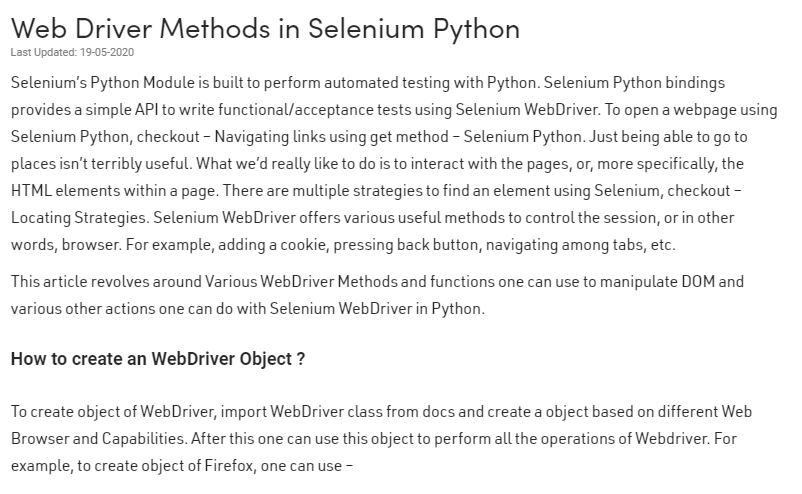 Web Driver Methods in Selenium Python
Last Updated: 19-05-2020
Selenium’s Python Module is built to perform automated testing with Python. Selenium Python bindings
provides a simple API to write functional/acceptance tests using Selenium WebDriver. To open a webpage using
Selenium Python, checkout – Navigating links using get method – Selenium Python. Just being able to go to
places isn’t terribly useful. What we’d really like to do is to interact with the pages, or, more specifically, the
HTML elements within a page. There are multiple strategies to find an element using Selenium, checkout –
Locating Strategies. Selenium WebDriver offers various useful methods to control the session, or in other
words, browser. For example, adding a cookie, pressing back button, navigating among tabs, etc.
This article revolves around Various WebDriver Methods and functions one can use to manipulate DOM and
various other actions one can do with Selenium WebDriver in Python.
How to create an WebDriver Object ?
To create object of WebDriver, import WebDriver class from docs and create a object based on different Web
Browser and Capabilities. After this one can use this object to perform all the operations of Webdriver. For
example, to create object of Firefox, one can use –